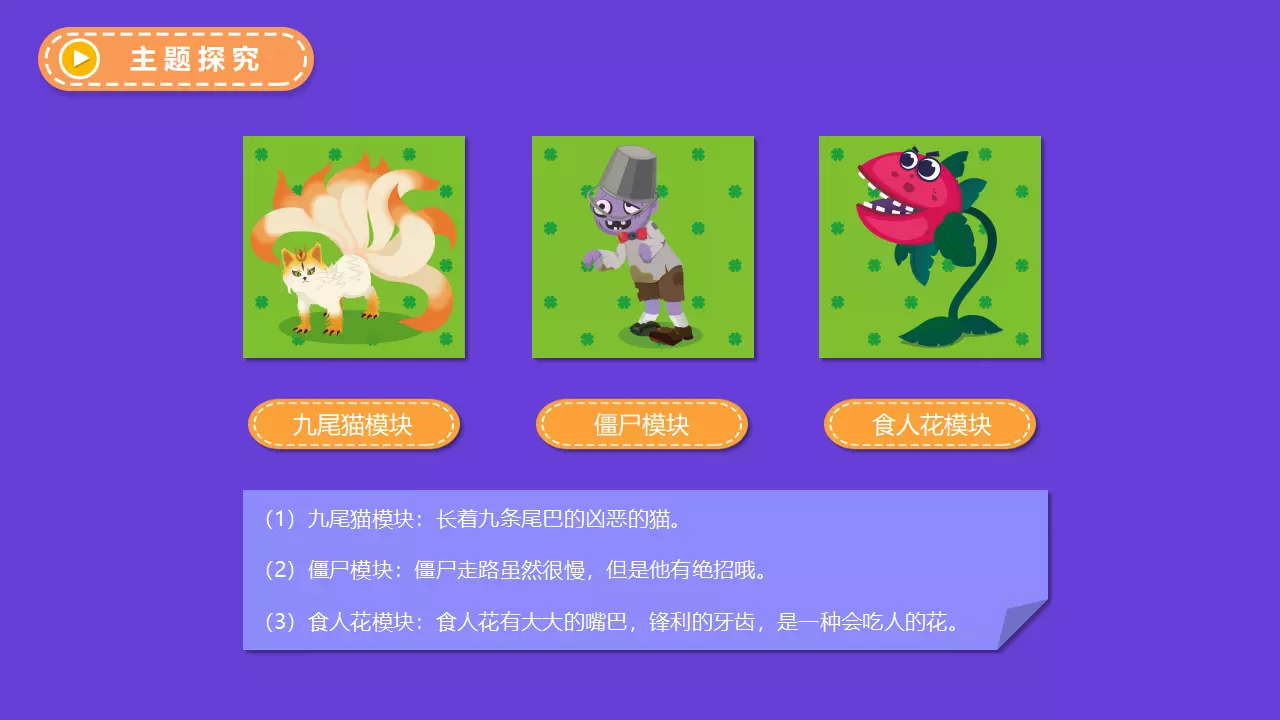 主题探究
九尾猫模块
僵尸模块
食人花模块
（1）九尾猫模块：长着九条尾巴的凶恶的猫。
（2）僵尸模块：僵尸走路虽然很慢，但是他有绝招哦。
（3）食人花模块：食人花有大大的嘴巴，锋利的牙齿，是一种会吃人的花。